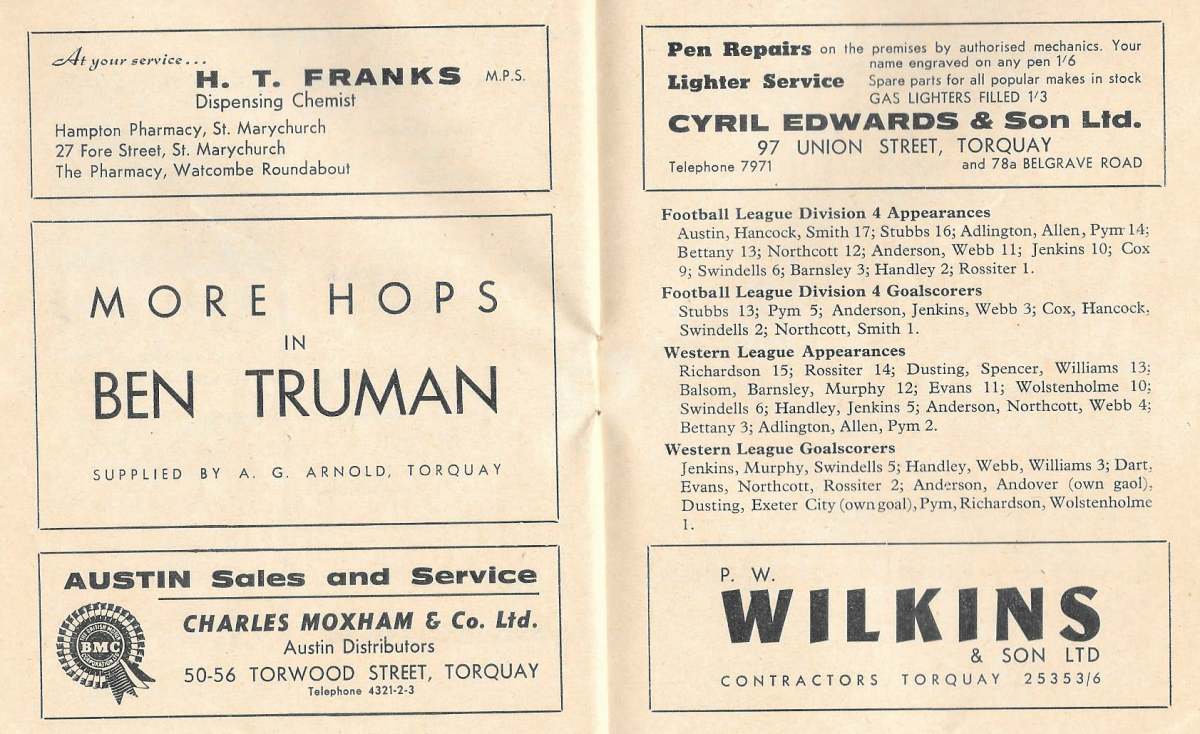 At your service...
H. T. FRANKS M.P.S.
Dispensing Chemist
Hampton Pharmacy, St. Marychurch
27 Fore Street, St. Marychurch
The Pharmacy, Watcombe Roundabout
MORE HOPS
IN
BEN TRUMAN
SUPPLIED BY A. G. ARNOLD, TORQUAY
AUSTIN Sales and Service
CHARLES MOXHAM & Co. Ltd.
Austin Distributors
50-56 TORWOOD STREET, TORQUAY
Telephone 4321-2-3
THE BRITISH MOTOR
BMC
CORPORATION LTD
Pen Repairs on the premises by authorised mechanics. Your
name engraved on any pen 1/6
Lighter Service Spare parts for all popular makes in stock
GAS LIGHTERS FILLED 1/3
CYRIL EDWARDS & Son Ltd.
97 UNION STREET, TORQUAY
Telephone 7971 and 78a BELGRAVE ROAD
Football League Division 4 Appearances
Austin, Hancock, Smith 17; Stubbs 16; Adlington, Allen, Pym 14;
Bettany 13; Northcott 12; Anderson, Webb 11; Jenkins 10; Cox
9; Swindells 6; Barnsley 3; Handley 2; Rossiter 1.
Football League Division 4 Goalscorers
Stubbs 13; Pym 5; Anderson, Jenkins, Webb 3; Cox, Hancock,
Swindells 2; Northcott, Smith 1.
Western League Appearances
Richardson 15; Rossiter 14; Dusting, Spencer, Williams 13;
Balsom, Barnsley, Murphy 12; Evans 11; Wolstenholme 10;
Swindells 6; Handley, Jenkins 5; Anderson, Northcott, Webb 4;
Bettany 3; Adlington, Allen, Pym 2.
Western League Goalscorers
Jenkins, Murphy, Swindells 5; Handley, Webb, Williams 3; Dart,
Evans, Northcott, Rossiter 2; Anderson, Andover (own gaol),
Dusting, Exeter City (own goal), Pym, Richardson, Wolstenholme
1.
P. W.
WILKINS
& SON LTD
CONTRACTORS TORQUAY 25353/6